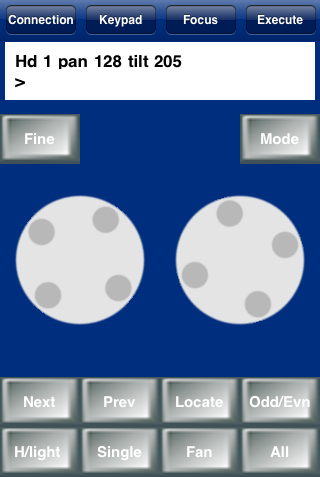 Connection Keypad Focus Execute
Hd 1 pan 128 tilt 205
>
Fine Mode
Next Prev Locate Odd/Evn
H/light Single Fan All